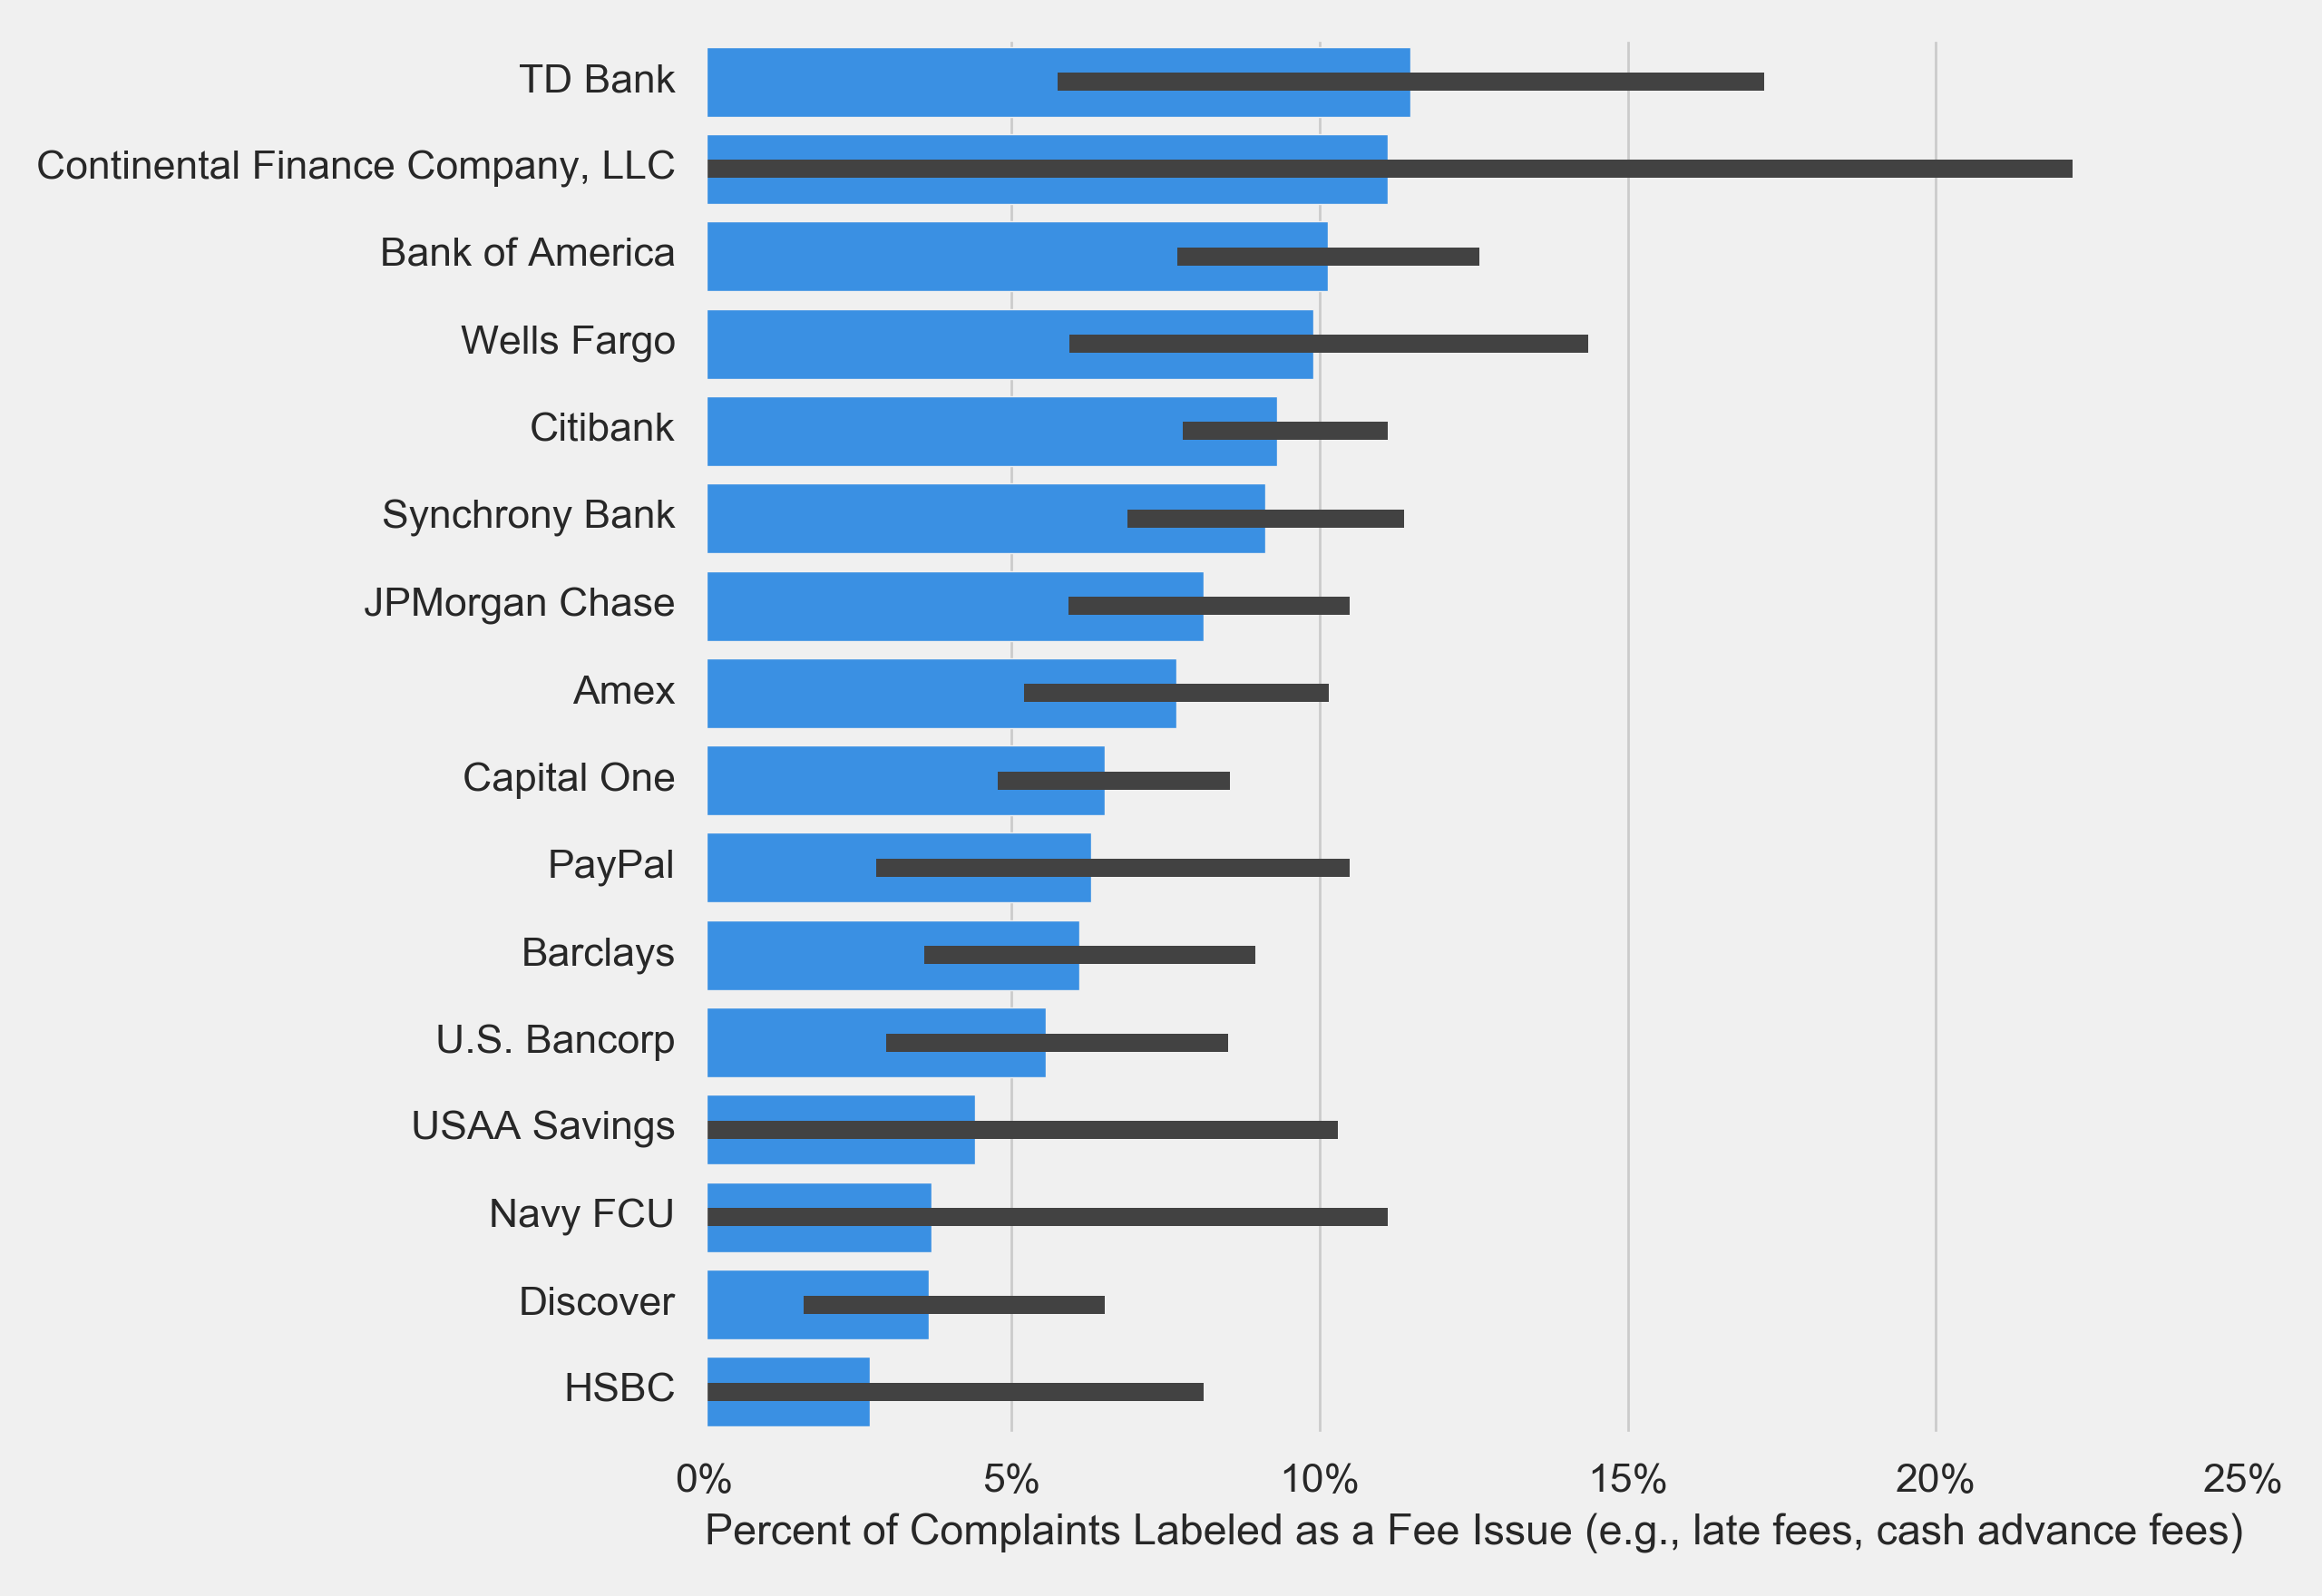 TD Bank
Continental Finance Company, LLC
Bank of America
Wells Fargo
Citibank
Synchrony Bank
JPMorgan Chase
Amex
Capital One
PayPal
Barclays
U.S. Bancorp
USAA Savings
Navy FCU
Discover
HSBC
0% 5% 10% 15% 20% 25%
Percent of Complaints Labeled as a Fee Issue (e.g., late fees, cash advance fees)